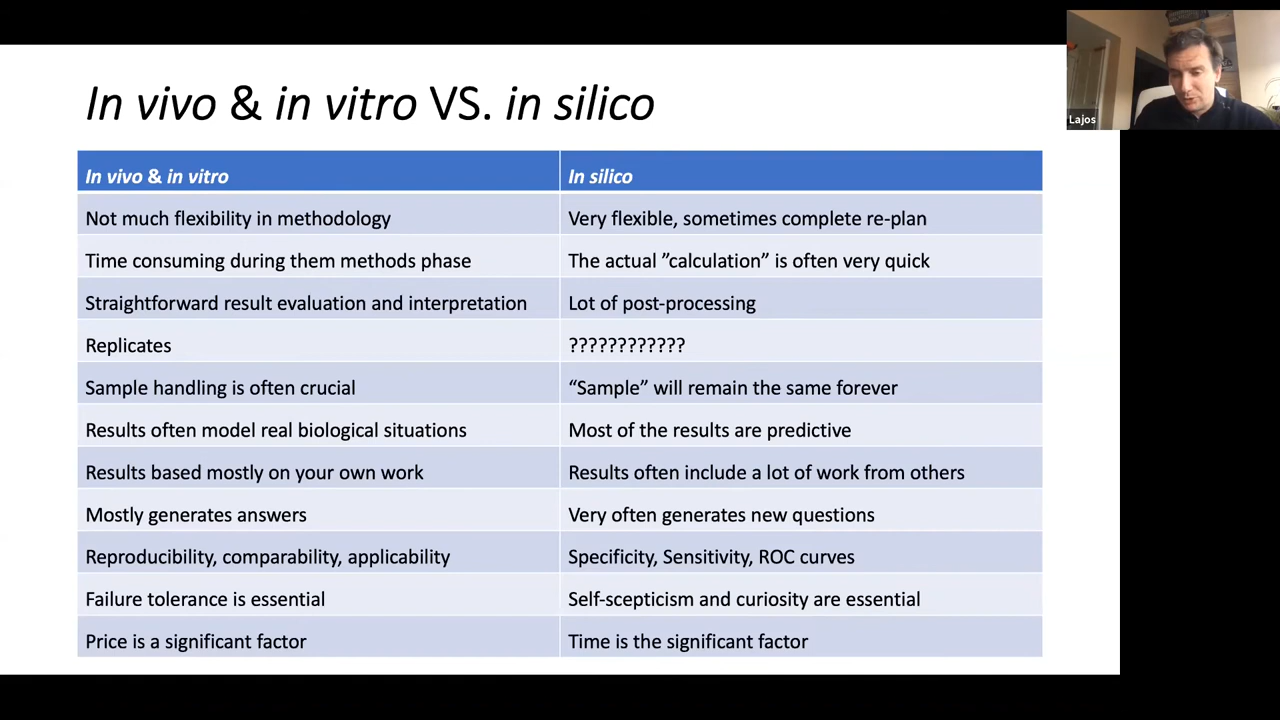 In vivo & in vitro VS. in silico
Lajos
In vivo & in vitro In silico
Not much flexibility in methodology Very flexible, sometimes complete re-plan
Time consuming during them methods phase The actual ”calculation” is often very quick
Straightforward result evaluation and interpretation Lot of post-processing
Replicates ????????????
Sample handling is often crucial “Sample” will remain the same forever
Results often model real biological situations Most of the results are predictive
Results based mostly on your own work Results often include a lot of work from others
Mostly generates answers Very often generates new questions
Reproducibility, comparability, applicability Specificity, Sensitivity, ROC curves
Failure tolerance is essential Self-scepticism and curiosity are essential
Price is a significant factor Time is the significant factor